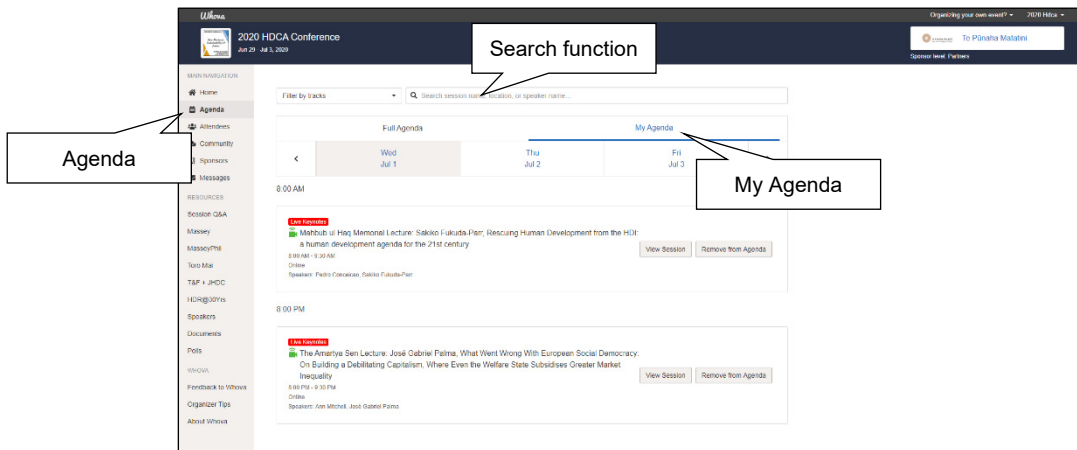 Whova
Organizing your own event?
2020 Hdca
2020 HDCA Conference
Jun 29 - Jul 3, 2020
Te Pūnaha Matatini
Sponsor level: Partners
Search function
MAIN NAVIGATION
Home
Agenda
Attendees
Community
Sponsors
Messages
RESOURCES
Session Q&A
Massey
MasseyPhil
Toro Mai
T&F + JHDC
HDR@30Yrs
Speakers
Documents
Polls
WHOVA
Feedback to Whova
Organizer Tips
About Whova
Agenda
Filter by tracks
Search session name, location, or speaker name...
Full Agenda
My Agenda
Wed
Jul 1
Thu
Jul 2
Fri
Jul 3
My Agenda
8:00 AM
Live Keynotes
Mahbub ul Haq Memorial Lecture: Sakiko Fukuda-Parr, Rescuing Human Development from the HDI:
a human development agenda for the 21st century
8:00 AM - 9:30 AM
Online
Speakers: Pedro Conceicao, Sakiko Fukuda-Parr
View Session
Remove from Agenda
8:00 PM
Live Keynotes
The Amartya Sen Lecture: José Gabriel Palma, What Went Wrong With European Social Democracy:
On Building a Debilitating Capitalism, Where Even the Welfare State Subsidises Greater Market
Inequality
8:00 PM - 9:30 PM
Online
Speakers: Ann Mitchell, José Gabriel Palma
View Session
Remove from Agenda